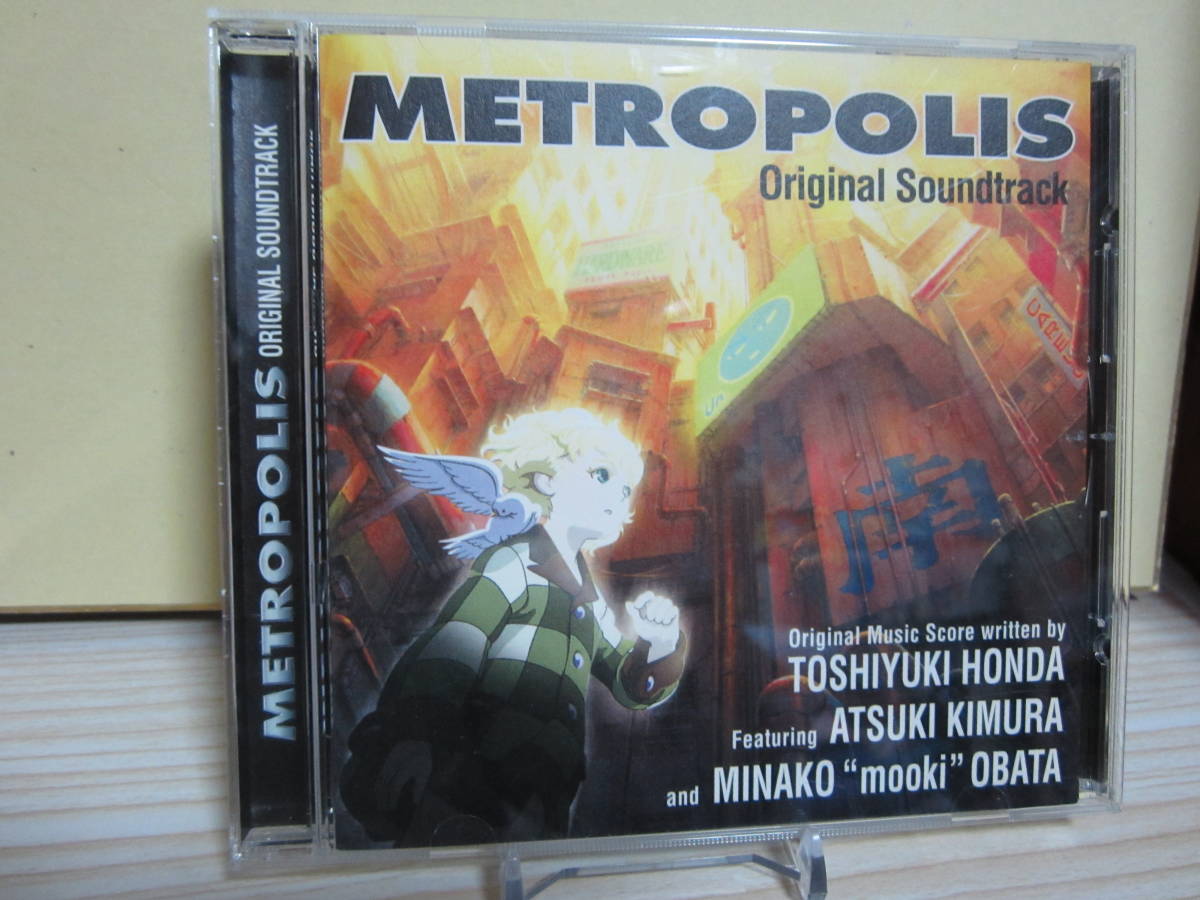 METROPOLIS ORIGINAL SOUNDTRACK
METROPOLIS
Original Soundtrack
HARDWARE
Original Music Score written by
TOSHIYUKI HONDA
Featuring ATSUKI KIMURA
and MINAKO “mooki” OBATA